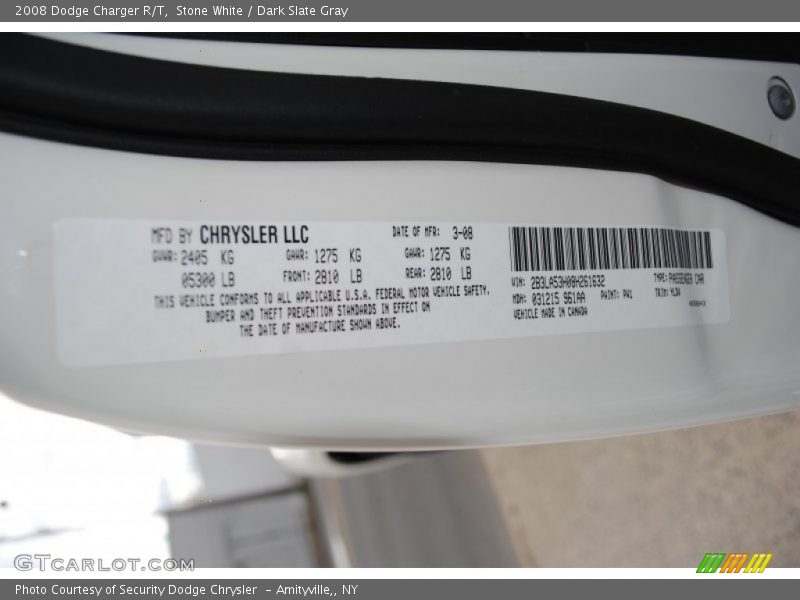 2008 Dodge Charger R/T, Stone White / Dark Slate Gray
MFD BY CHRYSLER LLC DATE OF MFR: 3-08
GVWR: 2405 KG GAWR: 1275 KG GAWR: 1275 KG
05300 LB FRONT: 2810 LB REAR: 2810 LB
THIS VEHICLE CONFORMS TO ALL APPLICABLE U.S.A. FEDERAL MOTOR VEHICLE SAFETY,
BUMPER AND THEFT PREVENTION STANDARDS IN EFFECT ON
THE DATE OF MANUFACTURE SHOWN ABOVE.
VIN: 2B3LA53H08H261632 TYPE: PASSENGER CAR
MDH: 031215 961AA PAINT: PW1 TRIM:
VEHICLE MADE IN CANADA
GTCARLOT.COM
Photo Courtesy of Security Dodge Chrysler - Amityville,, NY